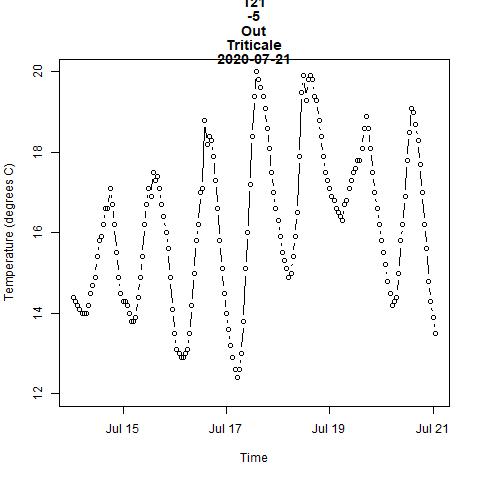 121
-5
Out
Triticale
2020-07-21
20
18
16
14
12
Temperature (degrees C)
Jul 15
Jul 17
Jul 19
Jul 21
Time